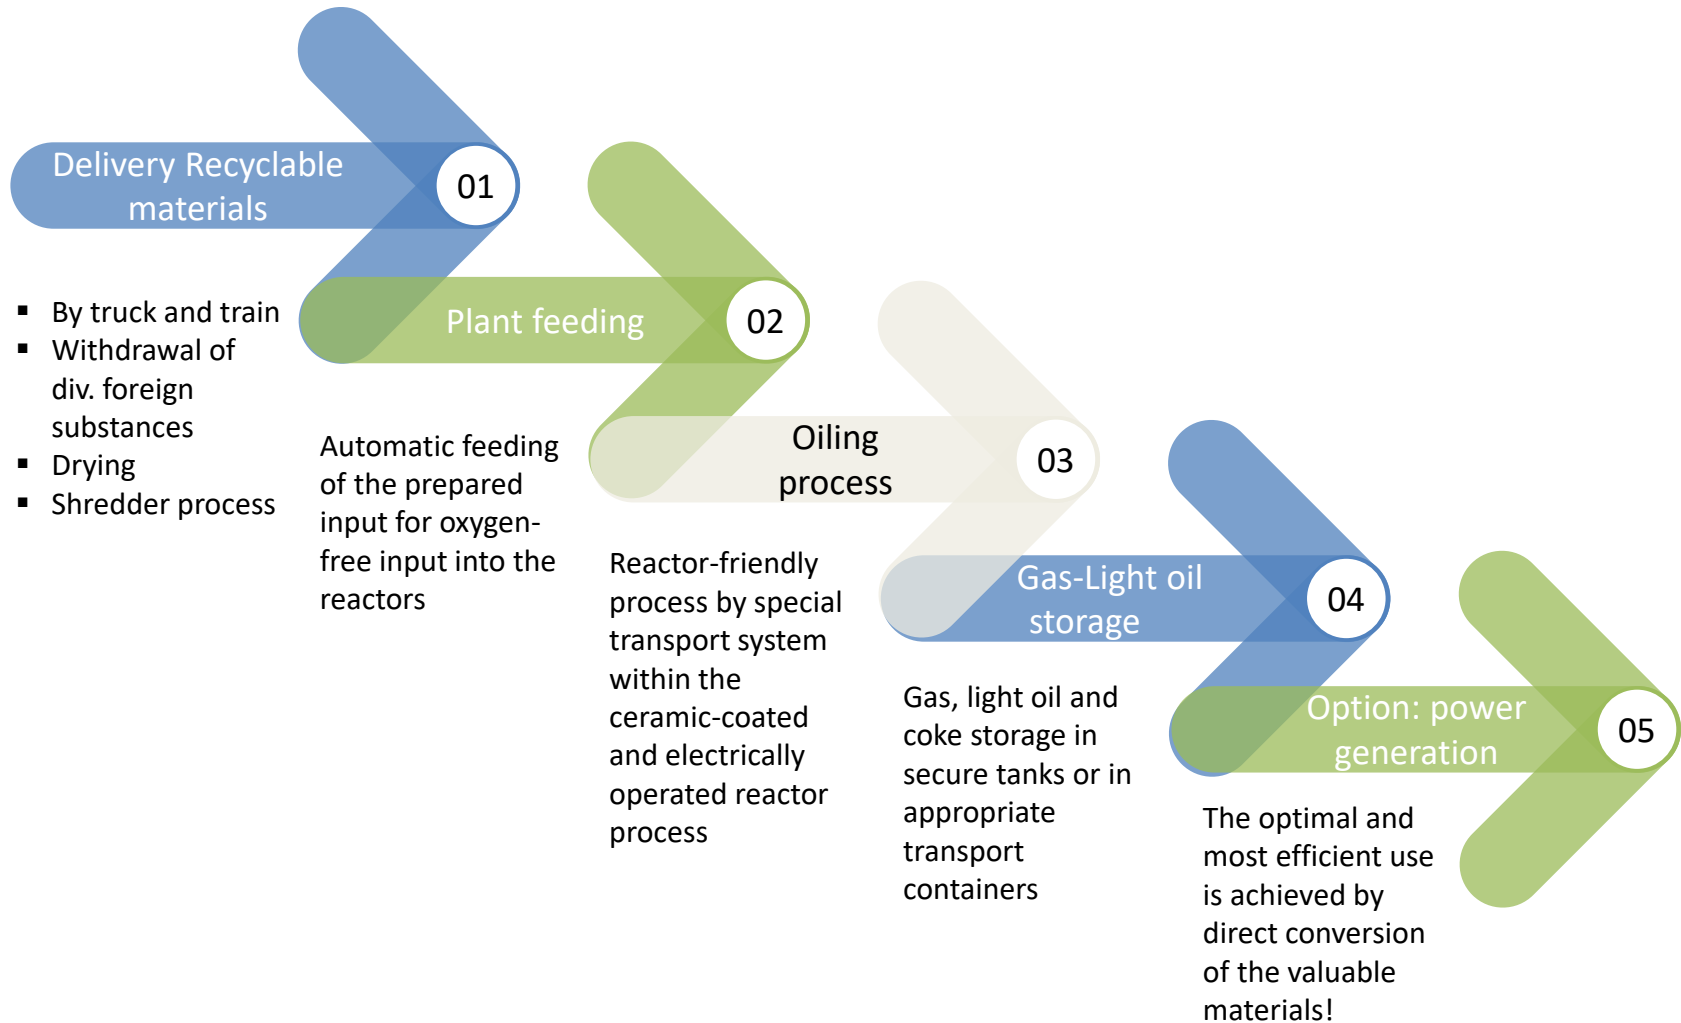 Delivery Recyclable
materials
01
▪ By truck and train
▪ Withdrawal of
div. foreign
substances
▪ Drying
▪ Shredder process
Plant feeding
02
Automatic feeding
of the prepared
input for oxygen-
free input into the
reactors
Oiling
process
03
Reactor-friendly
process by special
transport system
within the
ceramic-coated
and electrically
operated reactor
process
Gas-Light oil
storage
04
Gas, light oil and
coke storage in
secure tanks or in
appropriate
transport
containers
Option: power
generation
05
The optimal and
most efficient use
is achieved by
direct conversion
of the valuable
materials!